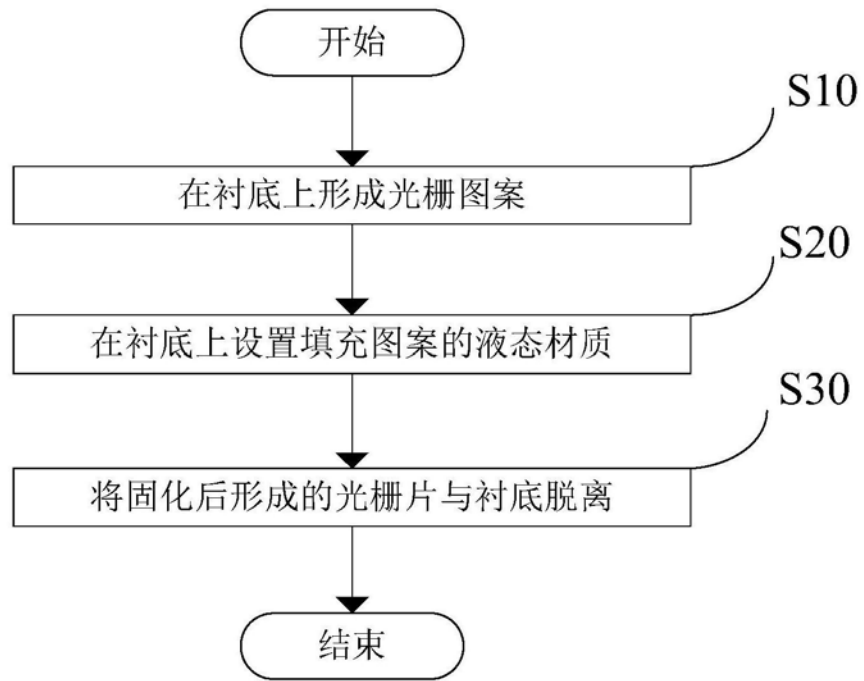 开始
S10
在衬底上形成光栅图案
S20
在衬底上设置填充图案的液态材质
S30
将固化后形成的光栅片与衬底脱离
结束